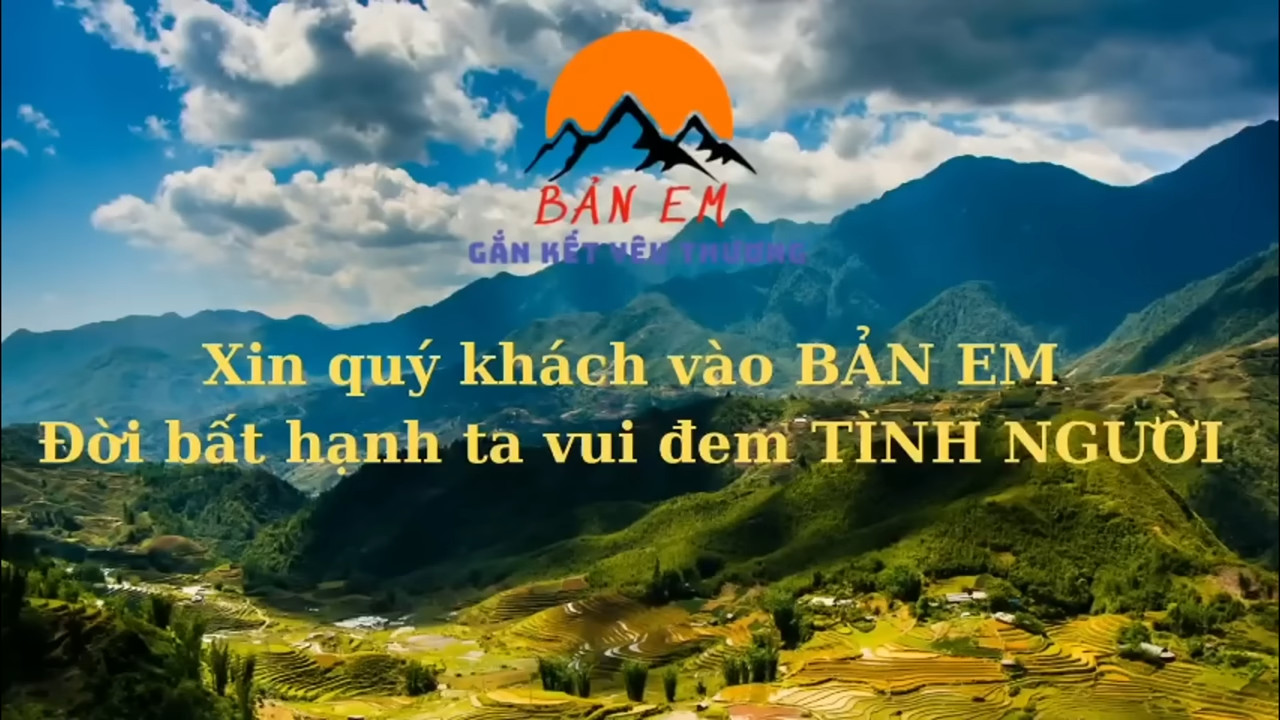 BẢN EM
GẮN KẾT YÊU THƯƠNG
Xin quý khách vào BẢN EM
Đời bất hạnh ta vui đem TÌNH NGƯỜI